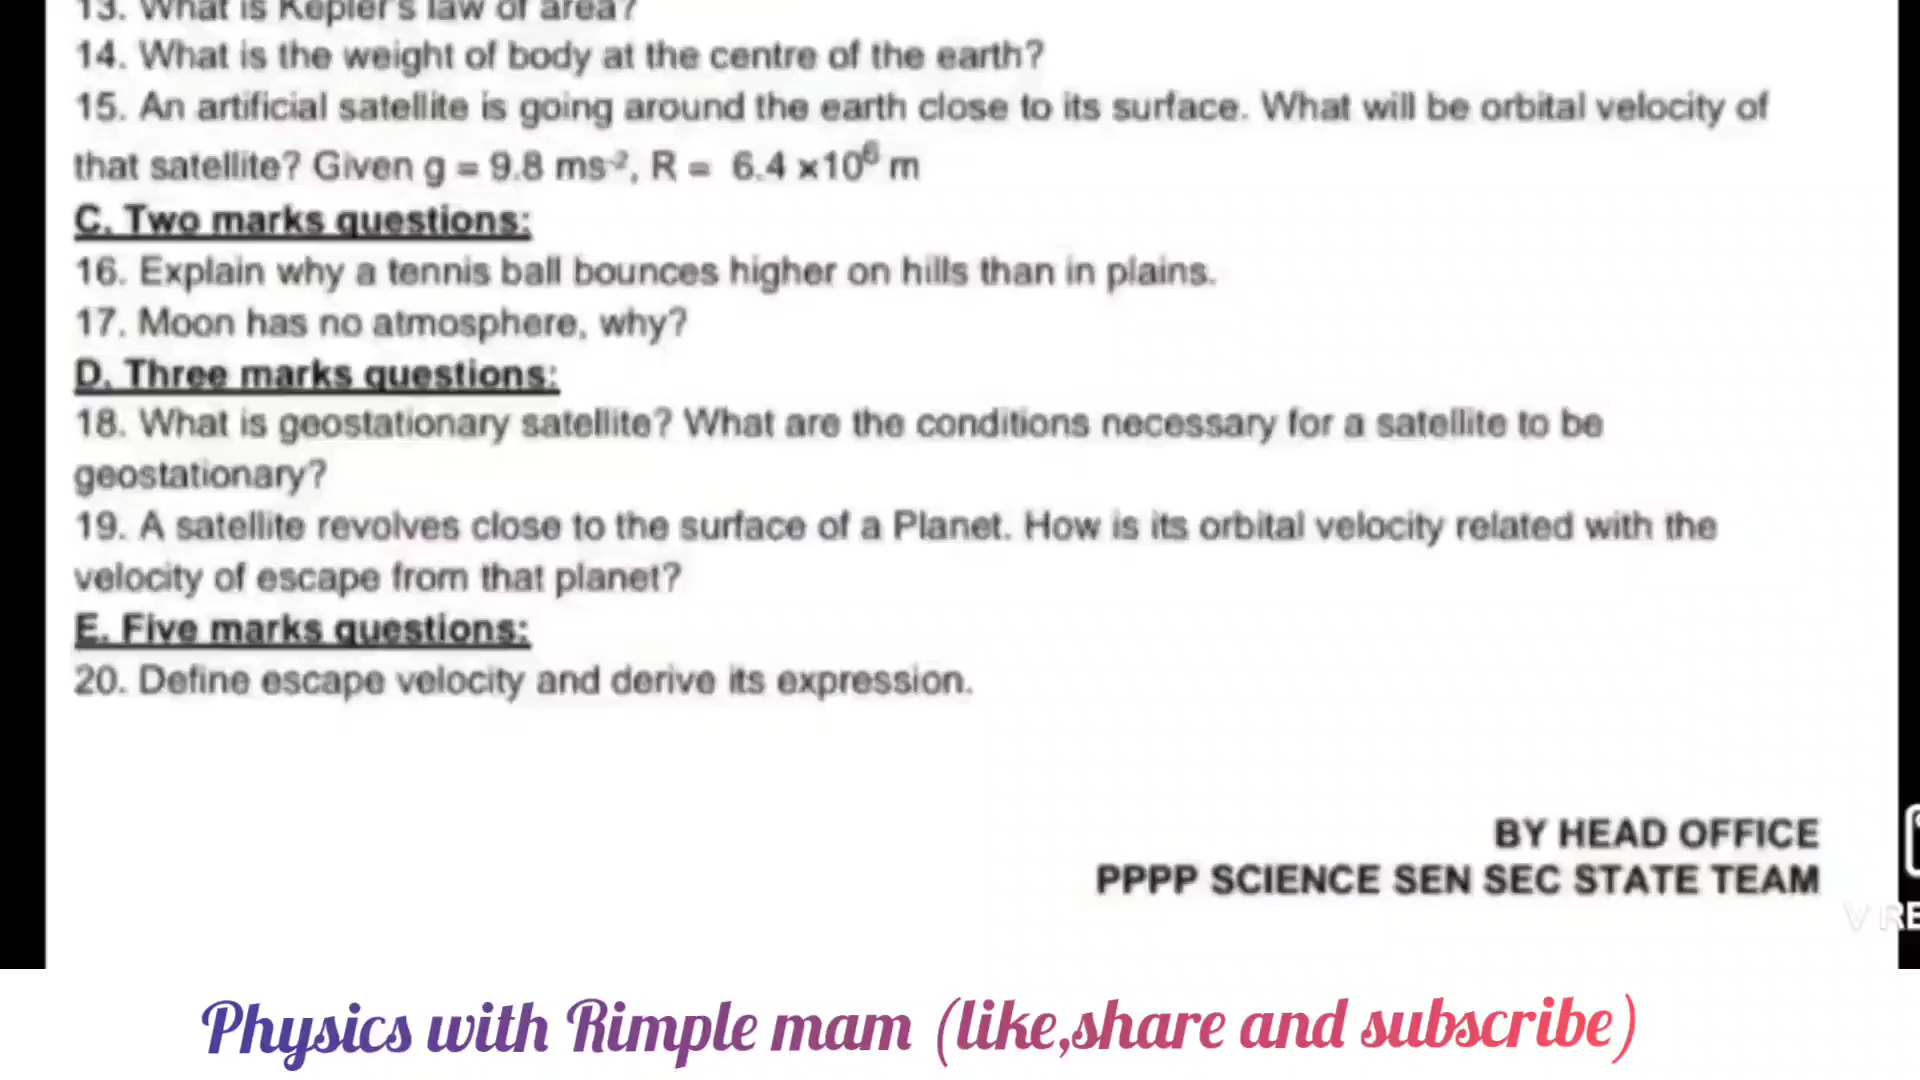 13. What is Kepler's law of area?
14. What is the weight of body at the centre of the earth?
15. An artificial satellite is going around the earth close to its surface. What will be orbital velocity of
that satellite? Given g = 9.8 ms⁻², R = 6.4 ×10⁶ m
C. Two marks questions:
16. Explain why a tennis ball bounces higher on hills than in plains.
17. Moon has no atmosphere, why?
D. Three marks questions:
18. What is geostationary satellite? What are the conditions necessary for a satellite to be
geostationary?
19. A satellite revolves close to the surface of a Planet. How is its orbital velocity related with the
velocity of escape from that planet?
E. Five marks questions:
20. Define escape velocity and derive its expression.
BY HEAD OFFICE
PPPP SCIENCE SEN SEC STATE TEAM
Physics with Rimple mam (like,share and subscribe)